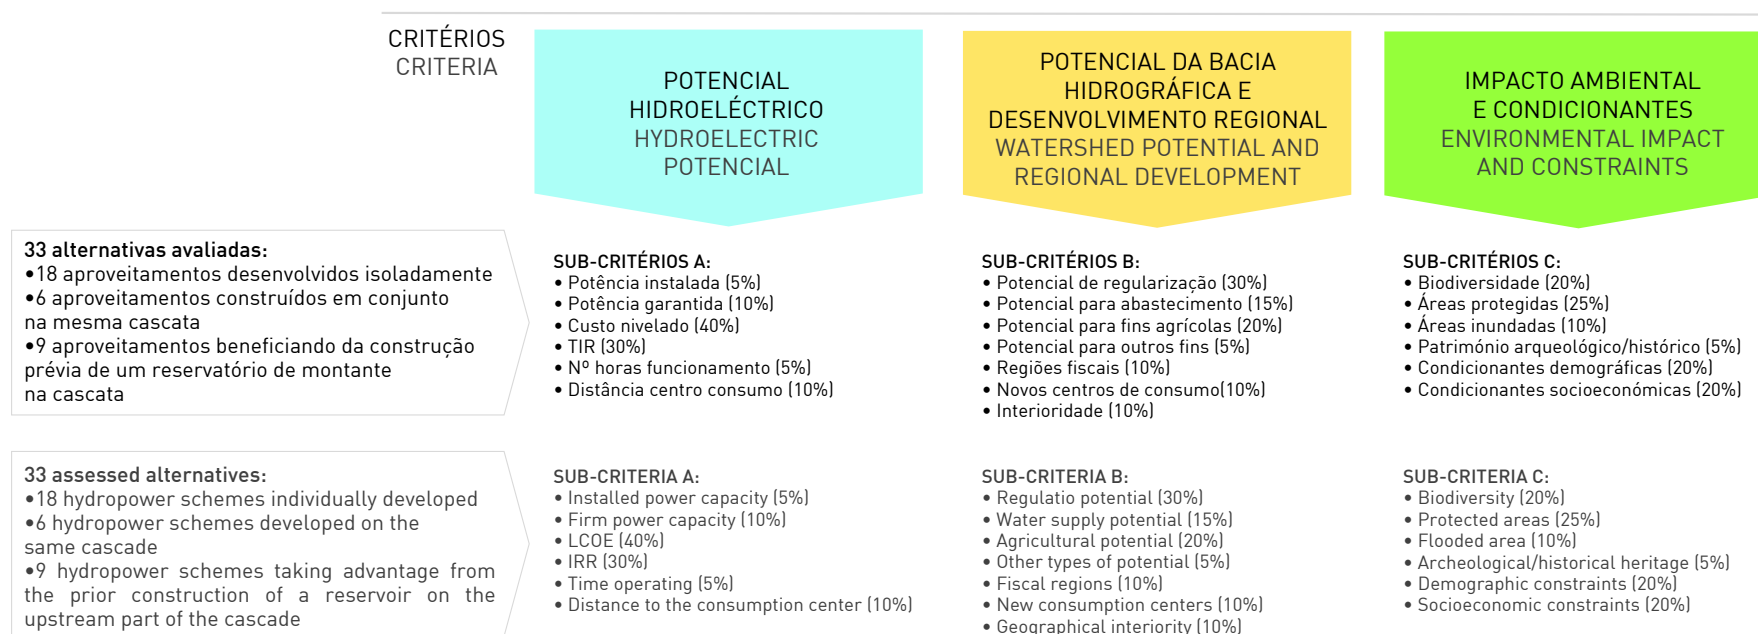 CRITÉRIOS
CRITERIA
POTENCIAL
HIDROELÉCTRICO
HYDROELECTRIC
POTENCIAL
POTENCIAL DA BACIA
HIDROGRÁFICA E
DESENVOLVIMENTO REGIONAL
WATERSHED POTENTIAL AND
REGIONAL DEVELOPMENT
IMPACTO AMBIENTAL
E CONDICIONANTES
ENVIRONMENTAL IMPACT
AND CONSTRAINTS
33 alternativas avaliadas:
•18 aproveitamentos desenvolvidos isoladamente
•6 aproveitamentos construídos em conjunto
na mesma cascata
•9 aproveitamentos beneficiando da construção
prévia de um reservatório de montante
na cascata
SUB-CRITÉRIOS A:
• Potência instalada (5%)
• Potência garantida (10%)
• Custo nivelado (40%)
• TIR (30%)
• Nº horas funcionamento (5%)
• Distância centro consumo (10%)
SUB-CRITÉRIOS B:
• Potencial de regularização (30%)
• Potencial para abastecimento (15%)
• Potencial para fins agrícolas (20%)
• Potencial para outros fins (5%)
• Regiões fiscais (10%)
• Novos centros de consumo(10%)
• Interioridade (10%)
SUB-CRITÉRIOS C:
• Biodiversidade (20%)
• Áreas protegidas (25%)
• Áreas inundadas (10%)
• Património arqueológico/histórico (5%)
• Condicionantes demográficas (20%)
• Condicionantes socioeconómicas (20%)
33 assessed alternatives:
•18 hydropower schemes individually developed
•6 hydropower schemes developed on the
same cascade
•9 hydropower schemes taking advantage from
the prior construction of a reservoir on the
upstream part of the cascade
SUB-CRITERIA A:
• Installed power capacity (5%)
• Firm power capacity (10%)
• LCOE (40%)
• IRR (30%)
• Time operating (5%)
• Distance to the consumption center (10%)
SUB-CRITERIA B:
• Regulatio potential (30%)
• Water supply potential (15%)
• Agricultural potential (20%)
• Other types of potential (5%)
• Fiscal regions (10%)
• New consumption centers (10%)
• Geographical interiority (10%)
SUB-CRITERIA C:
• Biodiversity (20%)
• Protected areas (25%)
• Flooded area (10%)
• Archeological/historical heritage (5%)
• Demographic constraints (20%)
• Socioeconomic constraints (20%)